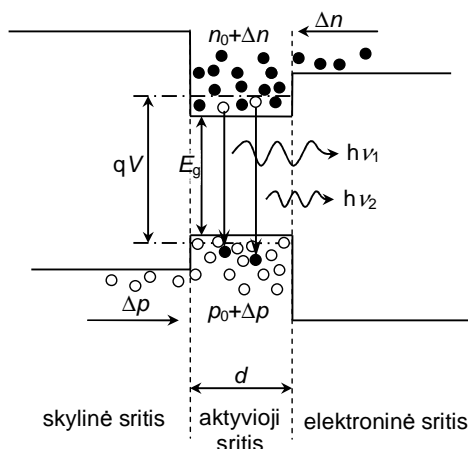 n₀+Δn
Δn
qV
E_g
hν₁
hν₂
Δp
p₀+Δp
d
skylinė sritis
aktyvioji
sritis
elektroninė sritis